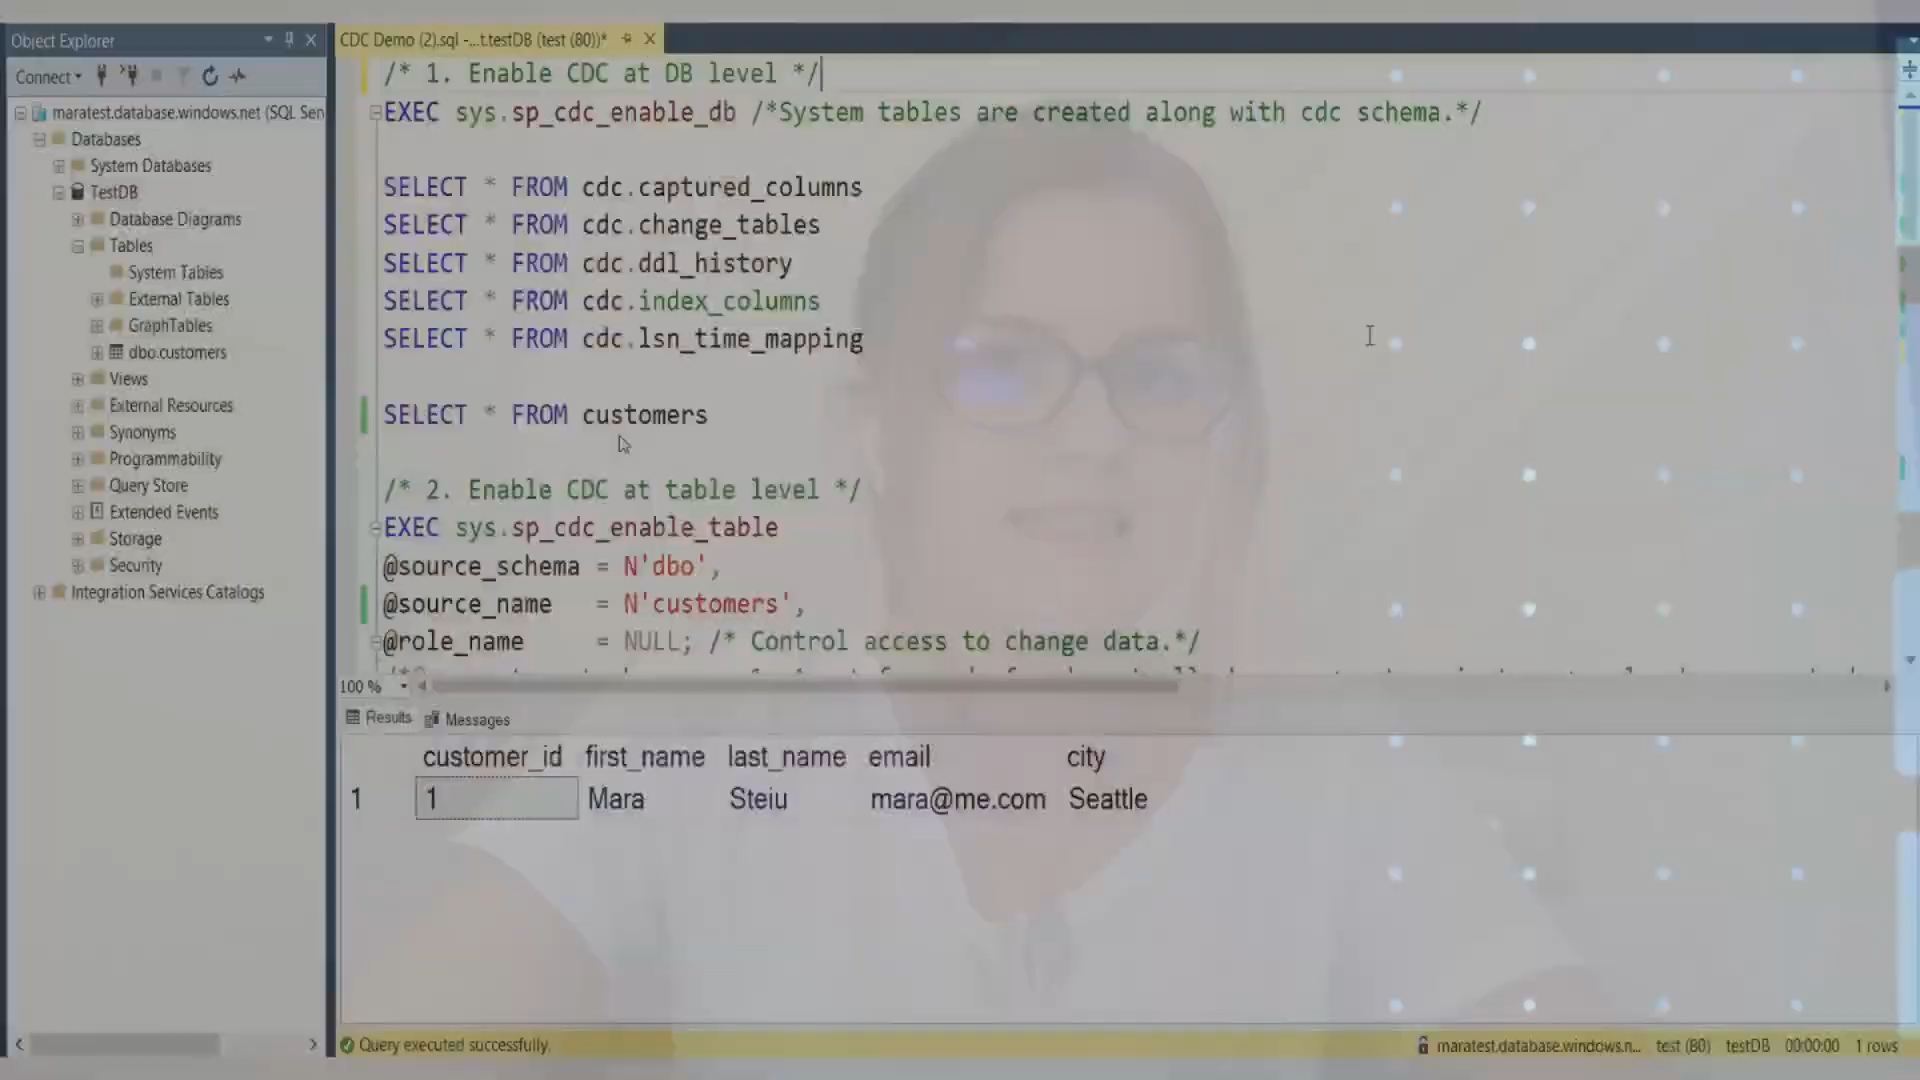 Object Explorer
Connect
maratest.database.windows.net (SQL Sen
Databases
System Databases
TestDB
Database Diagrams
Tables
System Tables
External Tables
GraphTables
dbo.customers
Views
External Resources
Synonyms
Programmability
Query Store
Extended Events
Storage
Security
Integration Services Catalogs
CDC Demo (2).sql -...t.testDB (test (80))*
/* 1. Enable CDC at DB level */
EXEC sys.sp_cdc_enable_db /*System tables are created along with cdc schema.*/
SELECT * FROM cdc.captured_columns
SELECT * FROM cdc.change_tables
SELECT * FROM cdc.ddl_history
SELECT * FROM cdc.index_columns
SELECT * FROM cdc.lsn_time_mapping
SELECT * FROM customers
/* 2. Enable CDC at table level */
EXEC sys.sp_cdc_enable_table
@source_schema = N'dbo',
@source_name = N'customers',
@role_name = NULL; /* Control access to change data.*/
100 %
Results Messages
customer_id first_name last_name email city
1 1 Mara Steiu mara@me.com Seattle
Query executed successfully.
maratest.database.windows.n... test (80) testDB 00:00:00 1 rows